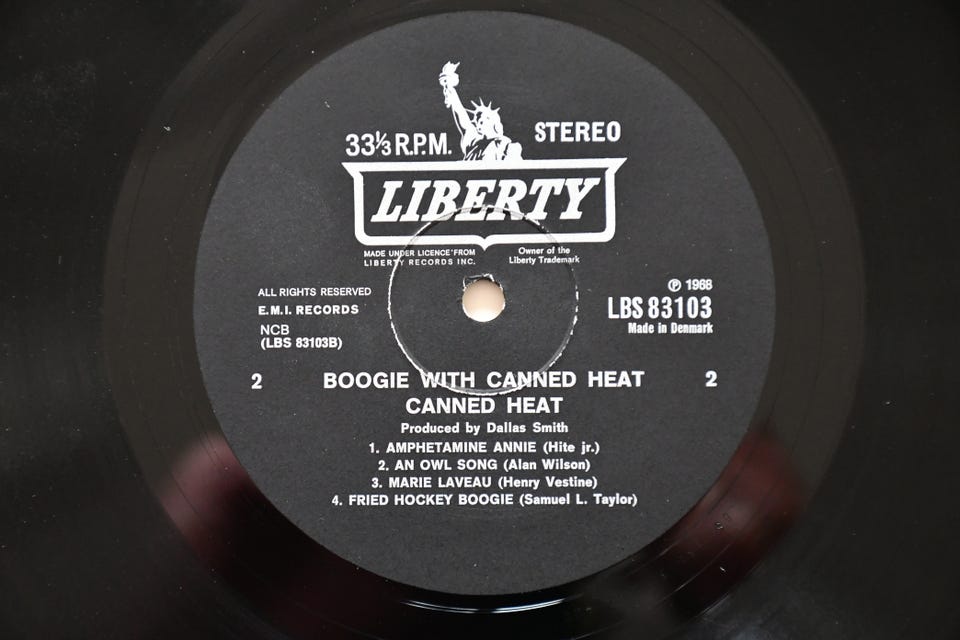 33⅓ R.P.M. STEREO
LIBERTY
MADE UNDER LICENCE FROM
LIBERTY RECORDS INC.
Owner of the
Liberty Trademark
ALL RIGHTS RESERVED
E.M.I. RECORDS
NCB
(LBS 83103B)
℗ 1968
LBS 83103
Made in Denmark
2 BOOGIE WITH CANNED HEAT 2
CANNED HEAT
Produced by Dallas Smith
1. AMPHETAMINE ANNIE (Hite jr.)
2. AN OWL SONG (Alan Wilson)
3. MARIE LAVEAU (Henry Vestine)
4. FRIED HOCKEY BOOGIE (Samuel L. Taylor)